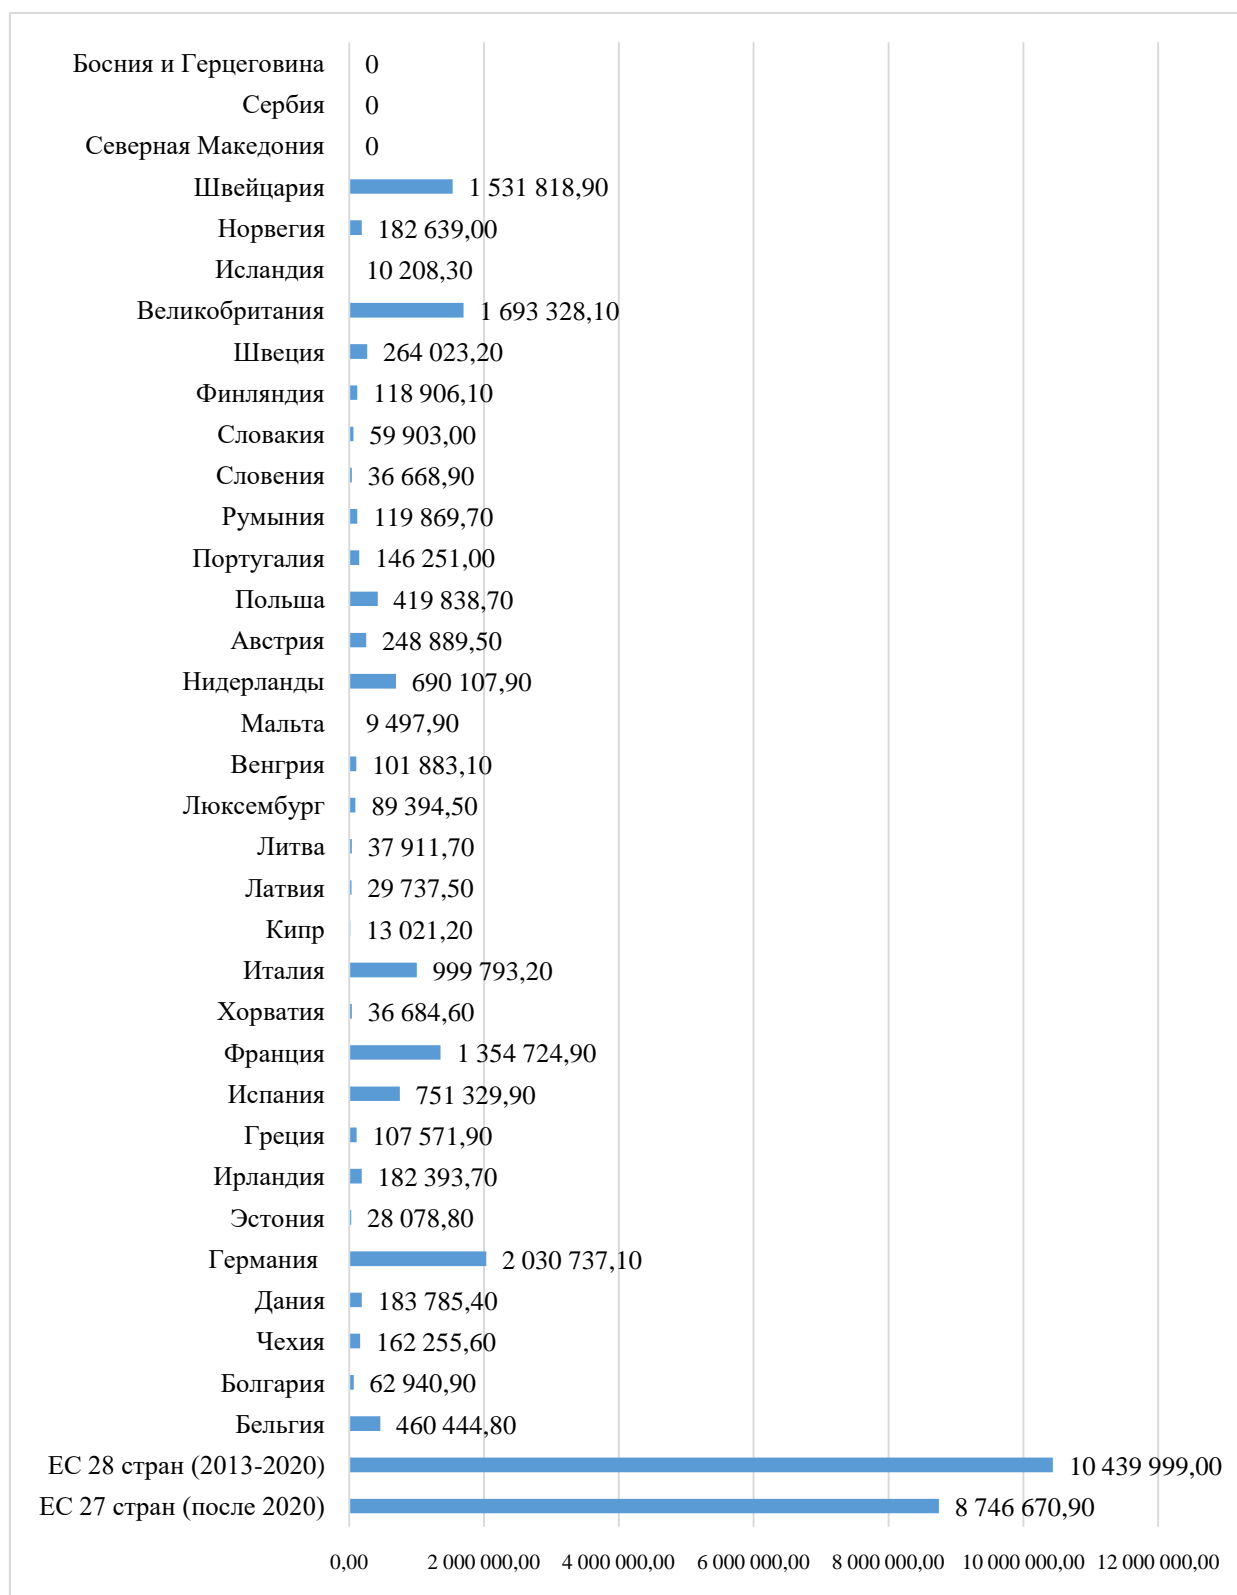 Босния и Герцеговина 0
Сербия 0
Северная Македония 0
Швейцария 1 531 818,90
Норвегия 182 639,00
Исландия 10 208,30
Великобритания 1 693 328,10
Швеция 264 023,20
Финляндия 118 906,10
Словакия 59 903,00
Словения 36 668,90
Румыния 119 869,70
Португалия 146 251,00
Польша 419 838,70
Австрия 248 889,50
Нидерланды 690 107,90
Мальта 9 497,90
Венгрия 101 883,10
Люксембург 89 394,50
Литва 37 911,70
Латвия 29 737,50
Кипр 13 021,20
Италия 999 793,20
Хорватия 36 684,60
Франция 1 354 724,90
Испания 751 329,90
Греция 107 571,90
Ирландия 182 393,70
Эстония 28 078,80
Германия 2 030 737,10
Дания 183 785,40
Чехия 162 255,60
Болгария 62 940,90
Бельгия 460 444,80
ЕС 28 стран (2013-2020) 10 439 999,00
ЕС 27 стран (после 2020) 8 746 670,90
0,00 2 000 000,00 4 000 000,00 6 000 000,00 8 000 000,00 10 000 000,00 12 000 000,00